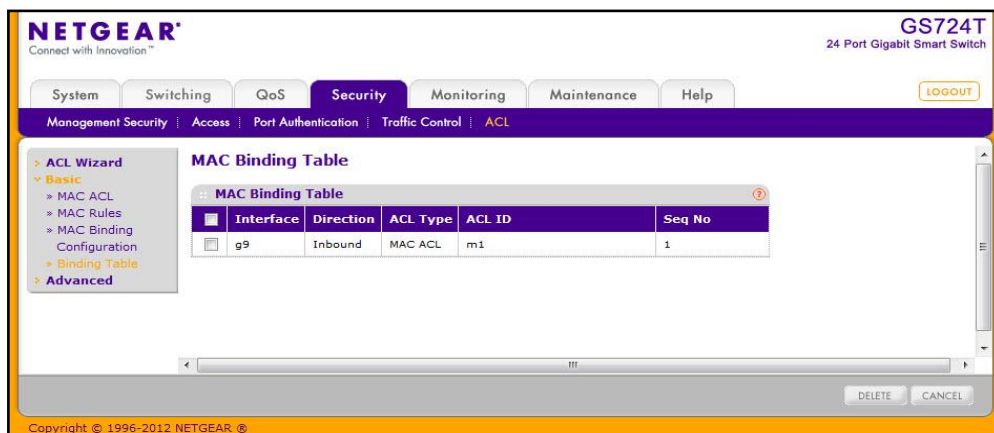 NETGEAR®
Connect with Innovation™
GS724T
24 Port Gigabit Smart Switch
System Switching QoS Security Monitoring Maintenance Help LOGOUT
Management Security Access Port Authentication Traffic Control ACL
ACL Wizard
Basic
» MAC ACL
» MAC Rules
» MAC Binding
Configuration
» Binding Table
Advanced
MAC Binding Table
MAC Binding Table ?
Interface Direction ACL Type ACL ID Seq No
g9 Inbound MAC ACL m1 1
DELETE CANCEL
Copyright © 1996-2012 NETGEAR ®